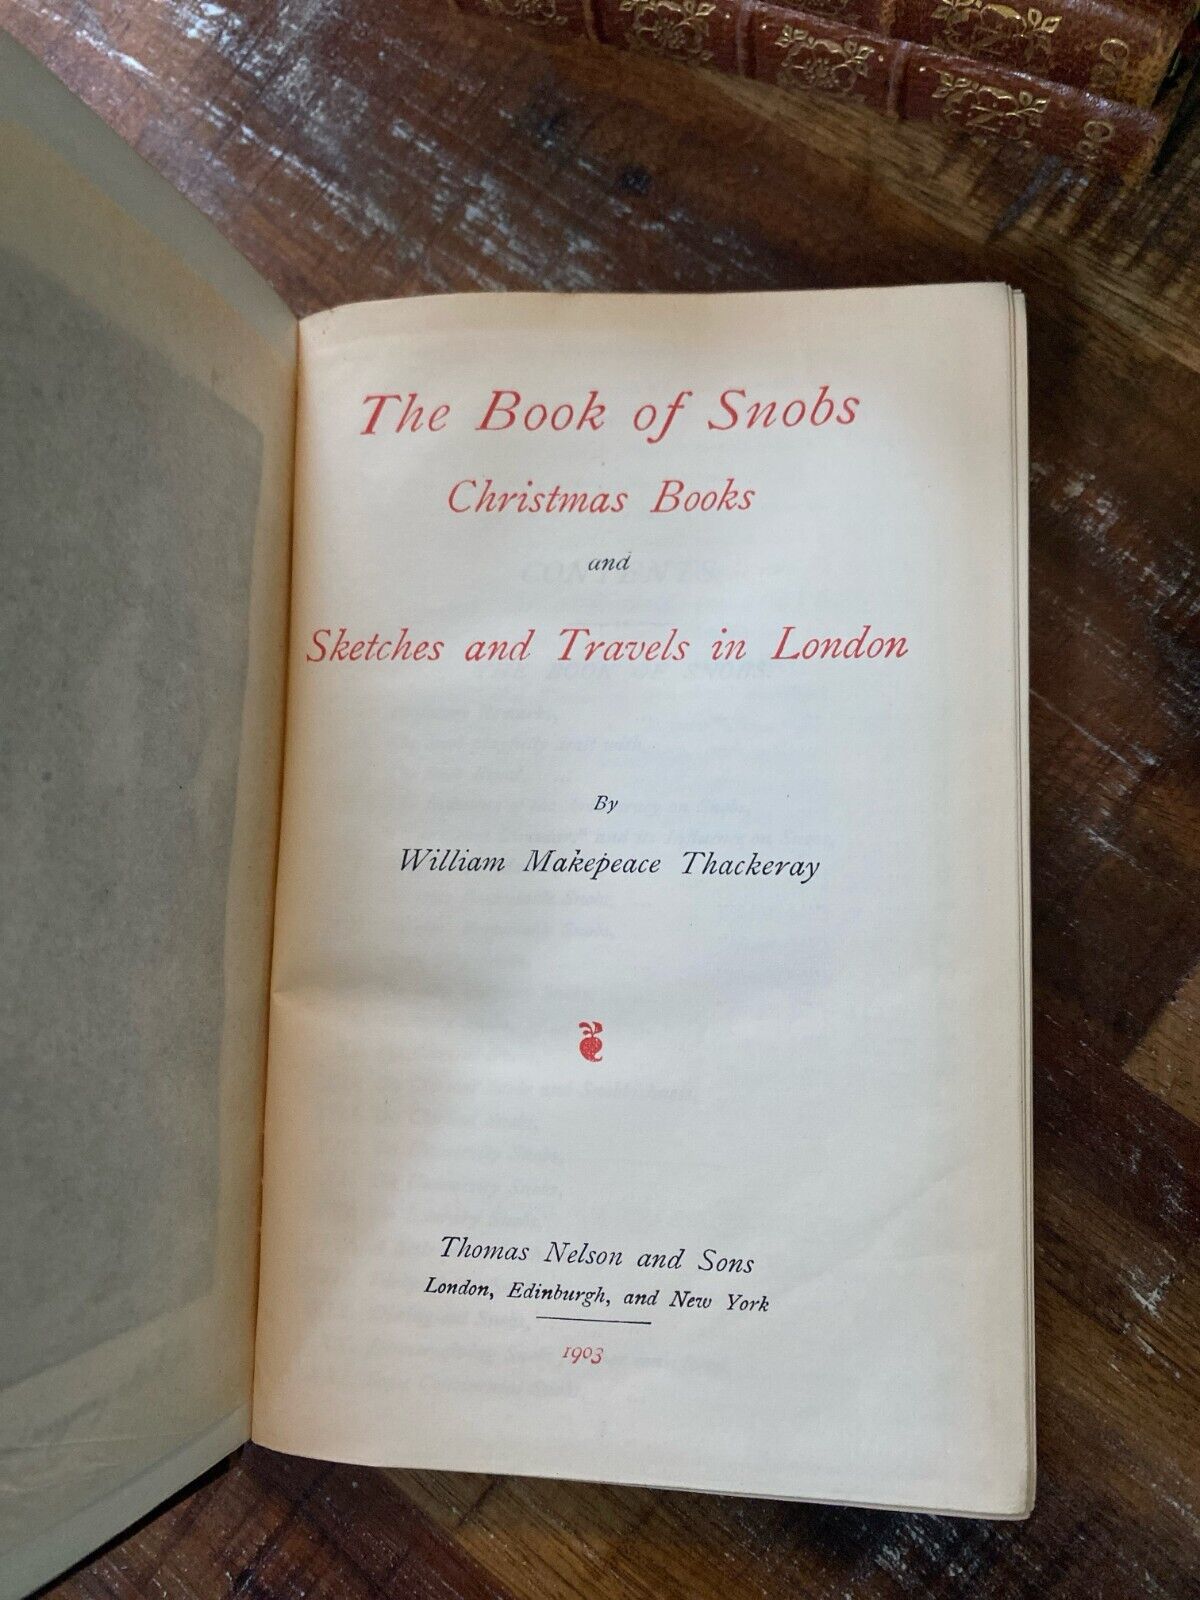 The Book of Snobs
Christmas Books
and
Sketches and Travels in London
By
William Makepeace Thackeray
Thomas Nelson and Sons
London, Edinburgh, and New York
1903